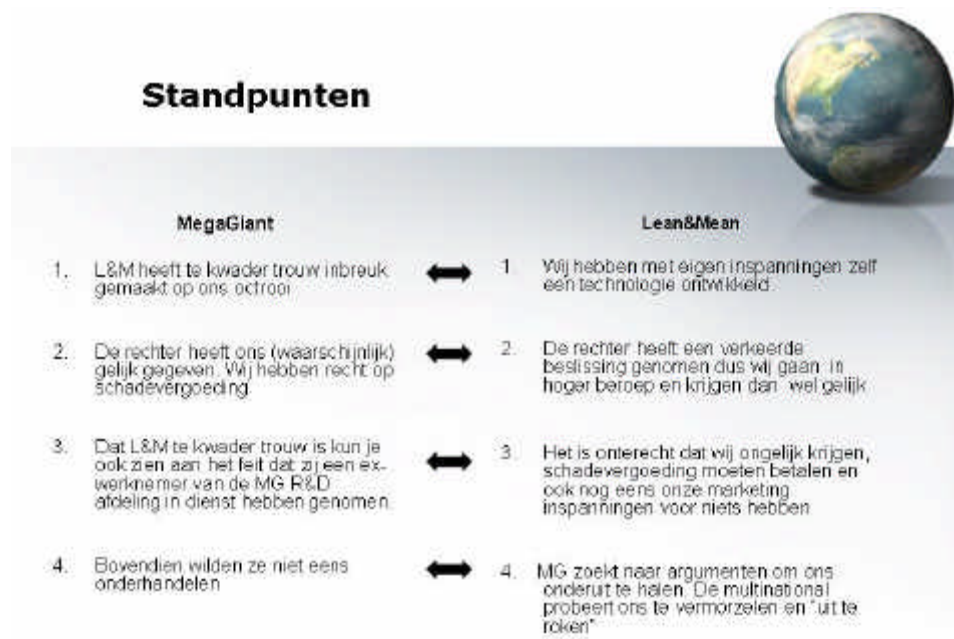 Standpunten
MegaGiant
Lean&Mean
1. L&M heeft te kwader trouw inbreuk
gemaakt op ons octrooi
1. Wij hebben met eigen inspanningen zelf
een technologie ontwikkeld
2. De rechter heeft ons (waarschijnlijk)
gelijk gegeven. Wij hebben recht op
schadevergoeding
2. De rechter heeft een verkeerde
beslissing genomen dus wij gaan in
hoger beroep en krijgen dan wel gelijk
3. Dat L&M te kwader trouw is kun je
ook zien aan het feit dat zij een ex-
werknemer van de MG R&D
afdeling in dienst hebben genomen
3. Het is onterecht dat wij ongelijk krijgen,
schadevergoeding moeten betalen en
ook nog eens onze marketing
inspanningen voor niets hebben
4. Bovendien wilden ze niet eens
onderhandelen
4. MG zoekt naar argumenten om ons
onderuit te halen. De multinational
probeert ons te vermorzelen en "uit te
roken"